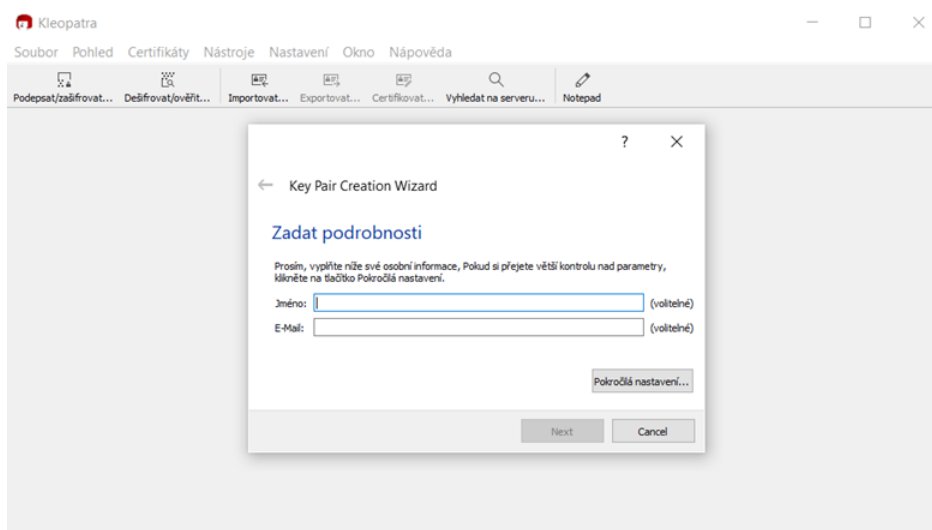 Kleopatra
Soubor Pohled Certifikáty Nástroje Nastavení Okno Nápověda
Podepsat/zašifrovat... Dešifrovat/ověřit... Importovat... Exportovat... Certifikovat... Vyhledat na serveru... Notepad
?
Key Pair Creation Wizard
Zadat podrobnosti
Prosím, vyplňte níže své osobní informace, Pokud si přejete větší kontrolu nad parametry,
klikněte na tlačítko Pokročilá nastavení.
Jméno: (volitelné)
E-Mail: (volitelné)
Pokročilá nastavení...
Next Cancel